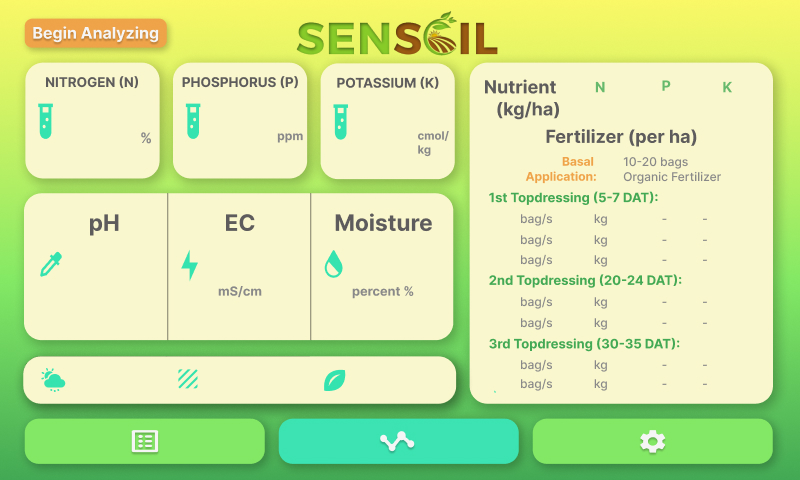 Begin Analyzing
SENSOIL
NITROGEN (N)
%
PHOSPHORUS (P)
ppm
POTASSIUM (K)
cmol/
kg
pH
EC
mS/cm
Moisture
percent %
Nutrient N P K
(kg/ha)
Fertilizer (per ha)
Basal 10-20 bags
Application: Organic Fertilizer
1st Topdressing (5-7 DAT):
bag/s kg - -
bag/s kg - -
bag/s kg - -
2nd Topdressing (20-24 DAT):
bag/s kg - -
bag/s kg - -
3rd Topdressing (30-35 DAT):
bag/s kg - -
bag/s kg - -